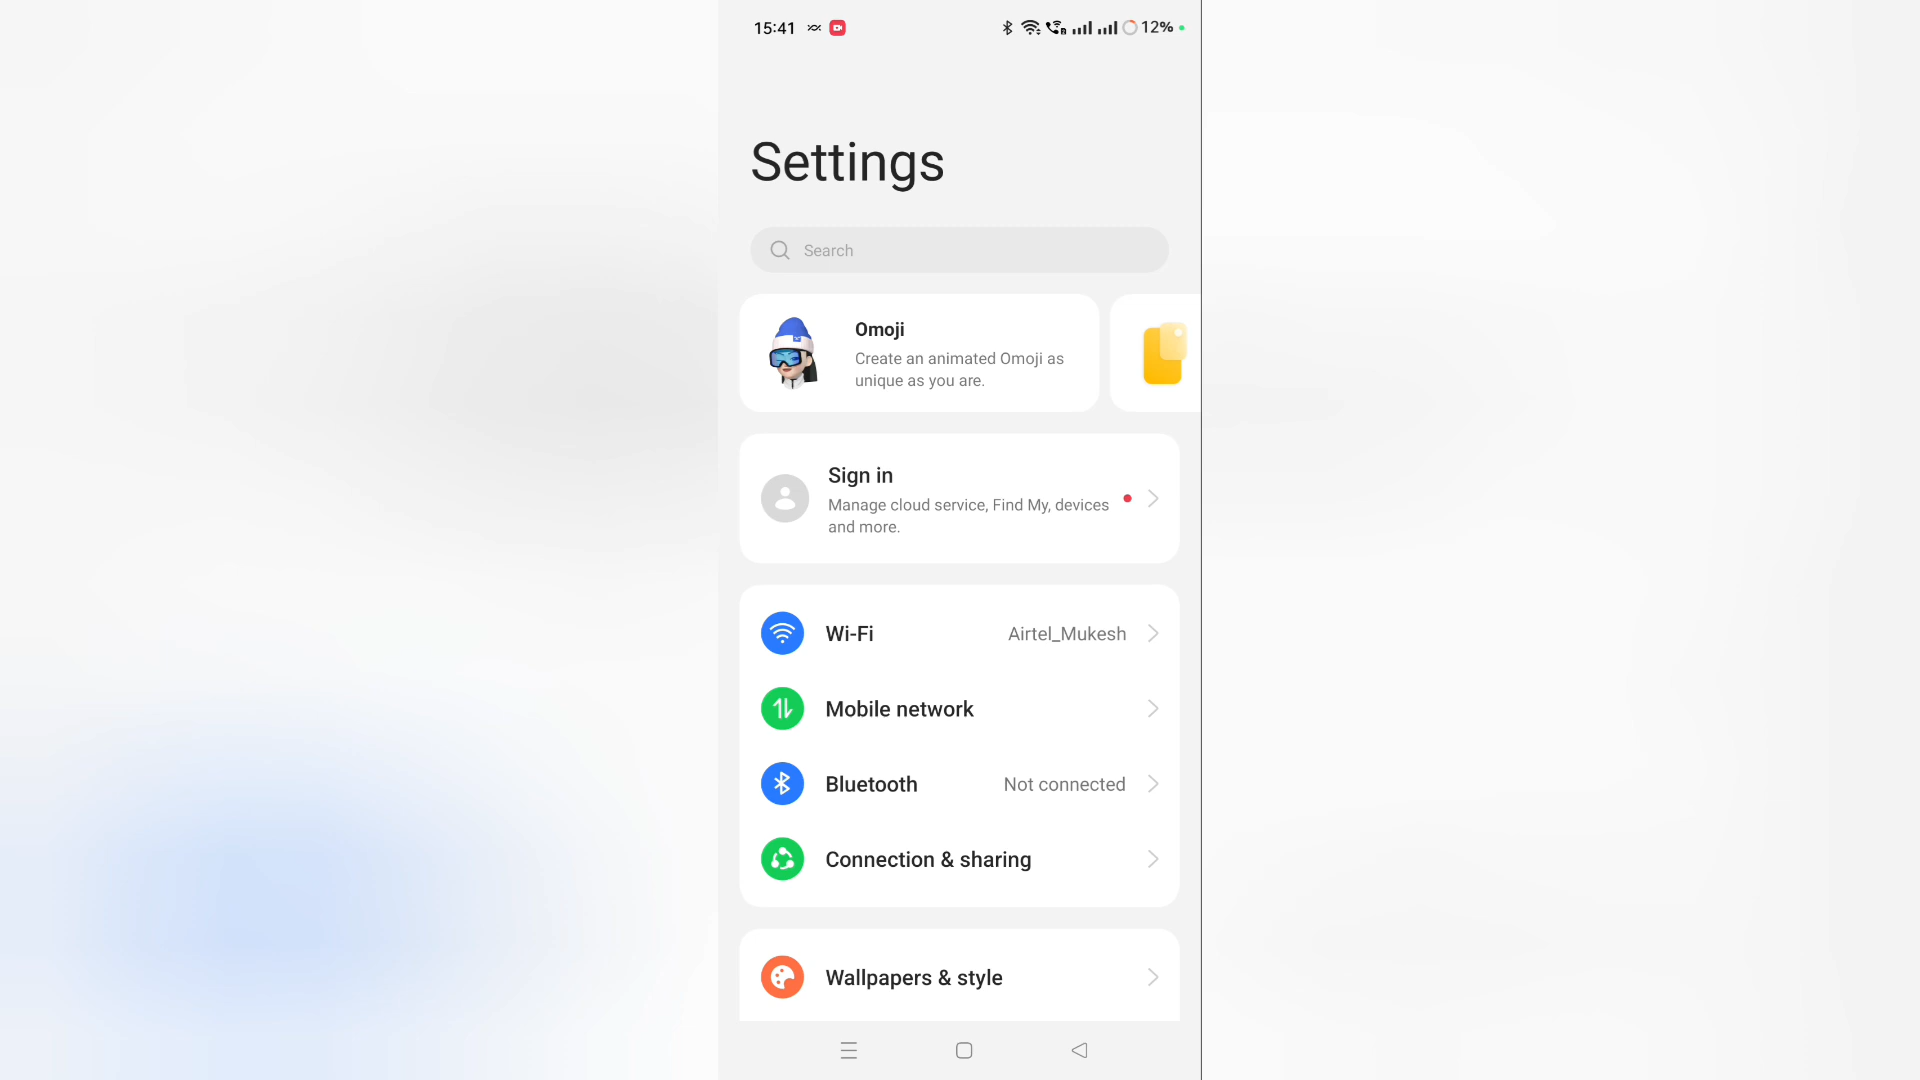 15:41 12%
Settings
Search
Omoji
Create an animated Omoji as
unique as you are.
Sign in
Manage cloud service, Find My, devices
and more.
Wi-Fi Airtel_Mukesh
Mobile network
Bluetooth Not connected
Connection & sharing
Wallpapers & style